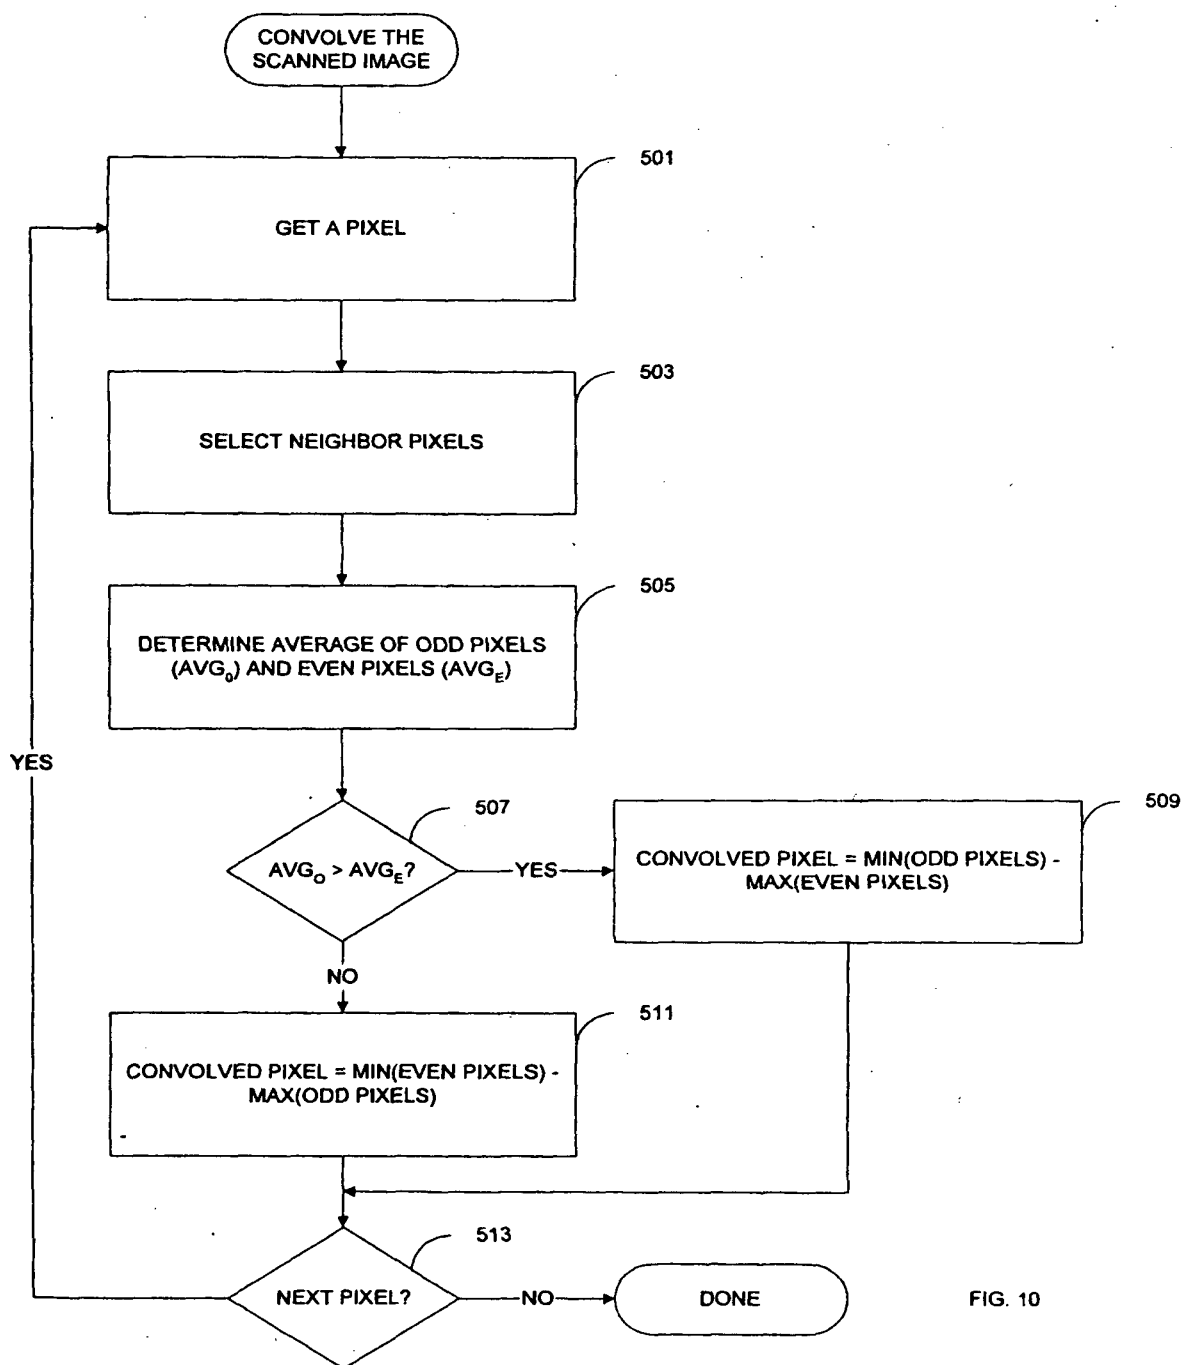 CONVOLVE THE
SCANNED IMAGE
501
GET A PIXEL
503
SELECT NEIGHBOR PIXELS
505
DETERMINE AVERAGE OF ODD PIXELS
(AVG₀) AND EVEN PIXELS (AVG_E)
YES
507
AVG_O > AVG_E?
YES
509
CONVOLVED PIXEL = MIN(ODD PIXELS) -
MAX(EVEN PIXELS)
NO
511
CONVOLVED PIXEL = MIN(EVEN PIXELS) -
MAX(ODD PIXELS)
513
NEXT PIXEL?
NO
DONE
FIG. 10